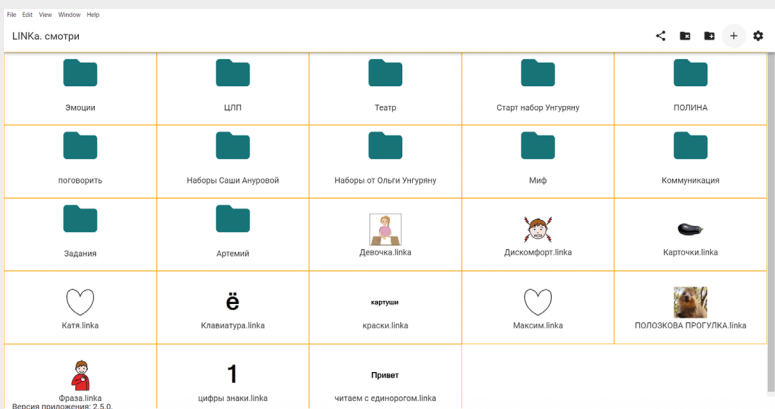 File Edit View Window Help
LINKa. смотри
Эмоции ЦЛП Театр Старт набор Унгуряну ПОЛИНА
поговорить Наборы Саши Ануровой Наборы от Ольги Унгуряну Миф Коммуникация
Задания Артемий Девочка.linka Дискомфорт.linka Карточки.linka
ё картуши
Катя.linka Клавиатура.linka краски.linka Максим.linka ПОЛОЗКОВА ПРОГУЛКА.linka
1 Привет
Фраза.linka цифры знаки.linka читаем с единорогом.linka
Версия приложения: 2.5.0.